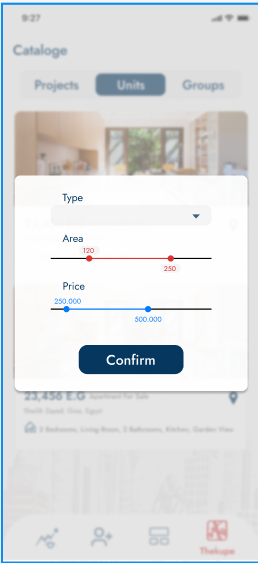 9:27
Cataloge
Projects Units Groups
Type
Area
120
250
Price
250.000
500.000
Confirm
23,456 E.G Apartment For Sale
Sheikh Zayed, Giza, Egypt
3 Bedrooms, Living Room, 2 Bathrooms, Kitchen, Garden View
Thekupe